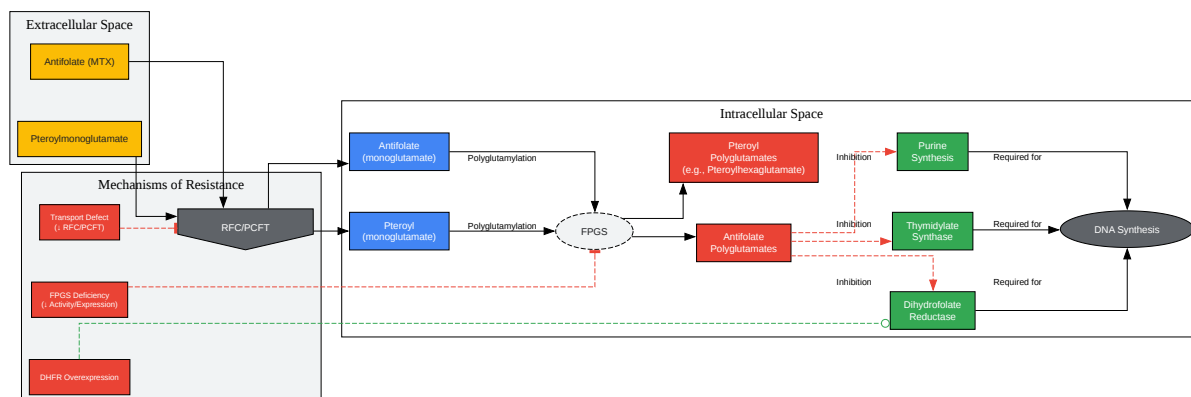 Extracellular Space
Antifolate (MTX)
Pteroylmonoglutamate
Mechanisms of Resistance
Transport Defect
(↓ RFC/PCFT)
RFC/PCFT
FPGS Deficiency
(↓ Activity/Expression)
DHFR Overexpression
Intracellular Space
Antifolate
(monoglutamate)
Polyglutamylation
Pteroyl
(monoglutamate)
Polyglutamylation
FPGS
Pteroyl
Polyglutamates
(e.g., Pteroylhexaglutamate)
Antifolate
Polyglutamates
Inhibition
Purine
Synthesis
Required for
Inhibition
Thymidylate
Synthase
Required for
DNA Synthesis
Inhibition
Dihydrofolate
Reductase
Required for